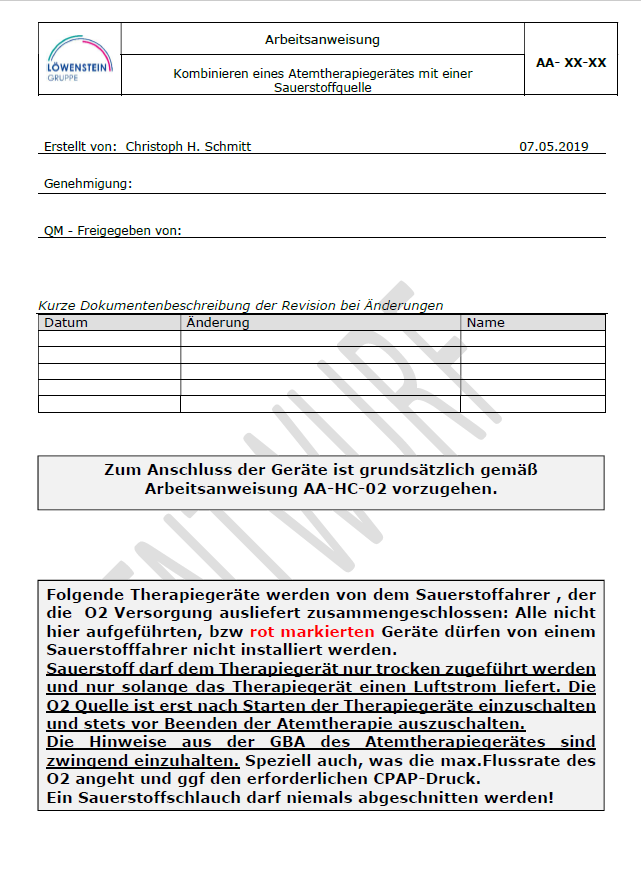 LÖWENSTEIN
GRUPPE
Arbeitsanweisung
Kombinieren eines Atemtherapiegerätes mit einer
Sauerstoffquelle
AA- XX-XX
Erstellt von: Christoph H. Schmitt 07.05.2019
Genehmigung:
QM - Freigegeben von:
Kurze Dokumentenbeschreibung der Revision bei Änderungen
Datum Änderung Name
ENTWURF
Zum Anschluss der Geräte ist grundsätzlich gemäß
Arbeitsanweisung AA-HC-02 vorzugehen.
Folgende Therapiegeräte werden von dem Sauerstoffahrer , der
die O2 Versorgung ausliefert zusammengeschlossen: Alle nicht
hier aufgeführten, bzw rot markierten Geräte dürfen von einem
Sauerstofffahrer nicht installiert werden.
Sauerstoff darf dem Therapiegerät nur trocken zugeführt werden
und nur solange das Therapiegerät einen Luftstrom liefert. Die
O2 Quelle ist erst nach Starten der Therapiegeräte einzuschalten
und stets vor Beenden der Atemtherapie auszuschalten.
Die Hinweise aus der GBA des Atemtherapiegerätes sind
zwingend einzuhalten. Speziell auch, was die max.Flussrate des
O2 angeht und ggf den erforderlichen CPAP-Druck.
Ein Sauerstoffschlauch darf niemals abgeschnitten werden!